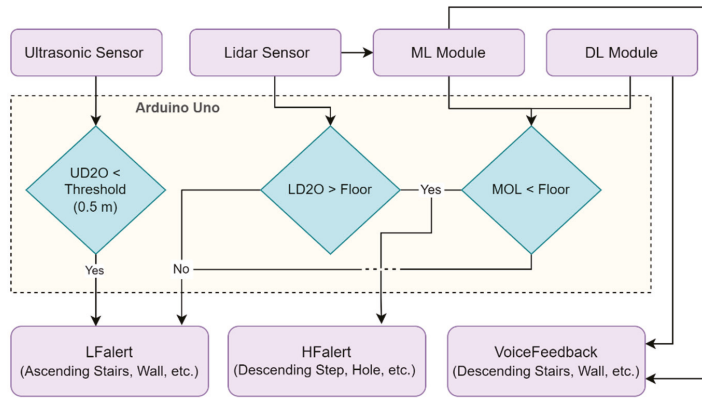 Ultrasonic Sensor
Lidar Sensor
ML Module
DL Module
Arduino Uno
UD2O <
Threshold
(0.5 m)
LD2O > Floor
Yes
MOL < Floor
Yes
No
LFalert
(Ascending Stairs, Wall, etc.)
HFalert
(Descending Step, Hole, etc.)
VoiceFeedback
(Descending Stairs, Wall, etc.)